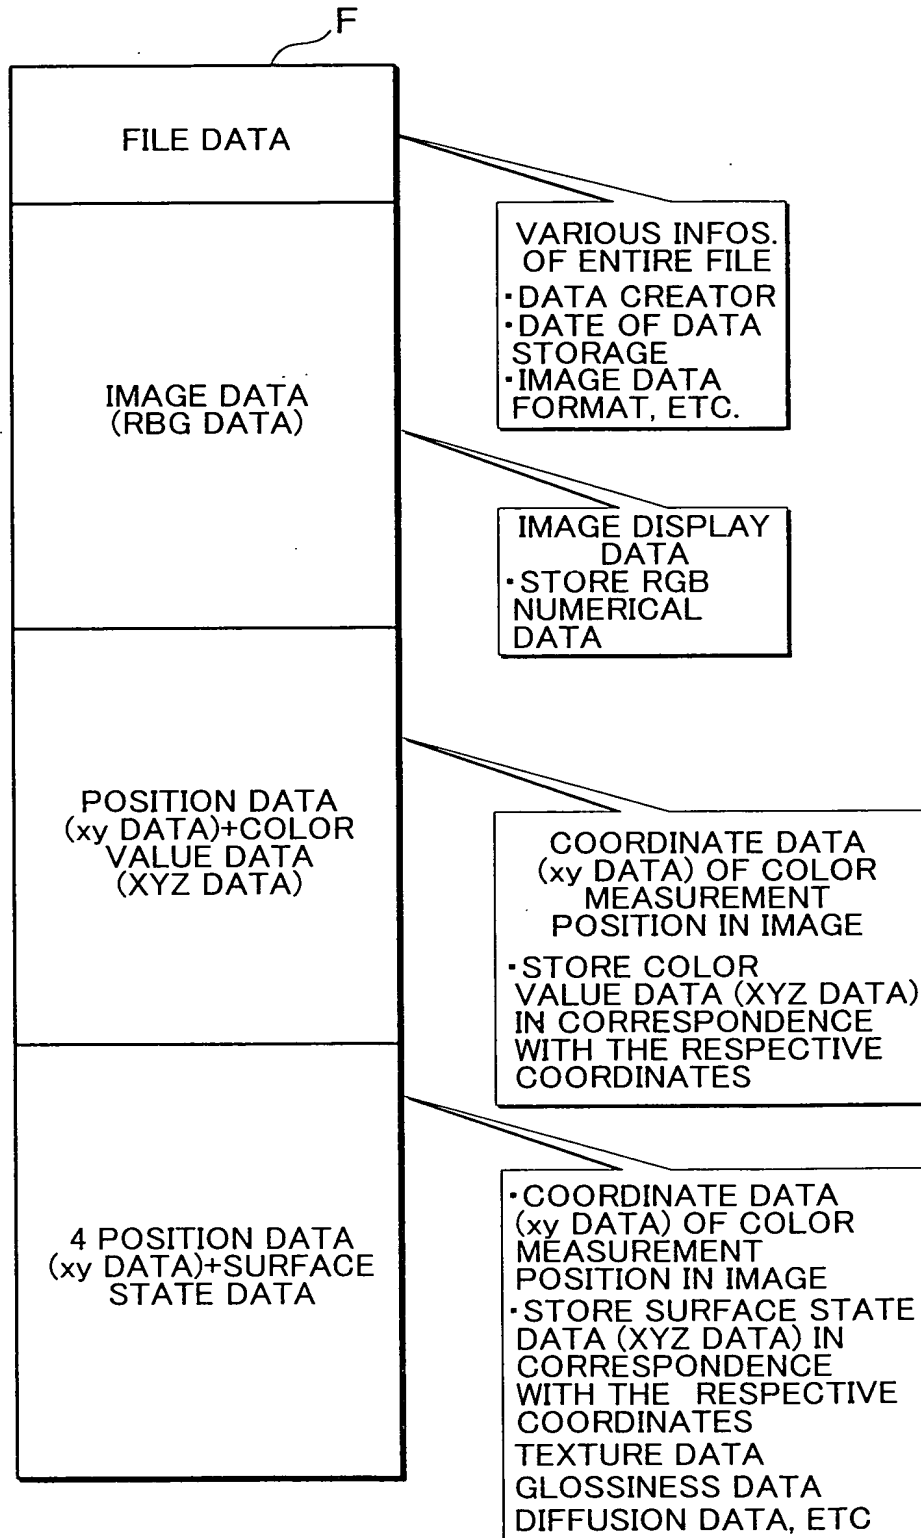 F
FILE DATA
VARIOUS INFOS.
OF ENTIRE FILE
・DATA CREATOR
・DATE OF DATA
STORAGE
・IMAGE DATA
FORMAT, ETC.
IMAGE DATA
(RBG DATA)
IMAGE DISPLAY
DATA
・STORE RGB
NUMERICAL
DATA
POSITION DATA
(xy DATA)+COLOR
VALUE DATA
(XYZ DATA)
COORDINATE DATA
(xy DATA) OF COLOR
MEASUREMENT
POSITION IN IMAGE
・STORE COLOR
VALUE DATA (XYZ DATA)
IN CORRESPONDENCE
WITH THE RESPECTIVE
COORDINATES
4 POSITION DATA
(xy DATA)+SURFACE
STATE DATA
・COORDINATE DATA
(xy DATA) OF COLOR
MEASUREMENT
POSITION IN IMAGE
・STORE SURFACE STATE
DATA (XYZ DATA) IN
CORRESPONDENCE
WITH THE RESPECTIVE
COORDINATES
TEXTURE DATA
GLOSSINESS DATA
DIFFUSION DATA, ETC